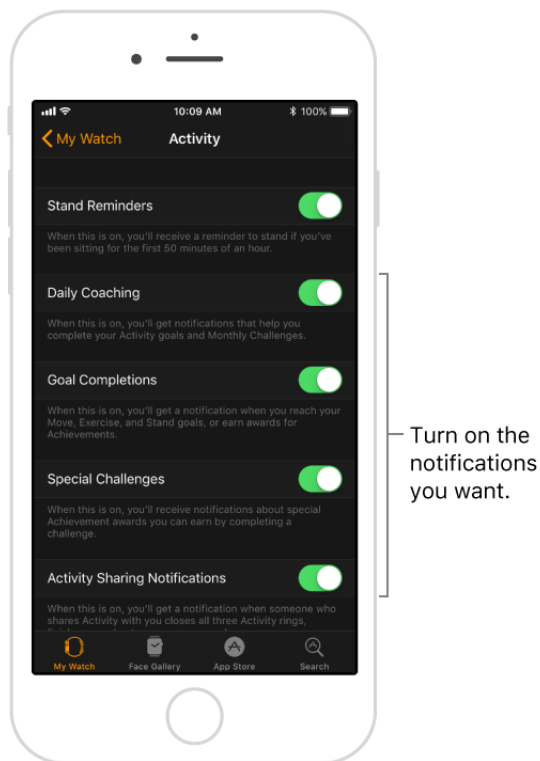 10:09 AM
100%
My Watch
Activity
Stand Reminders
When this is on, you'll receive a reminder to stand if you've
been sitting for the first 50 minutes of an hour.
Daily Coaching
When this is on, you'll get notifications that help you
complete your Activity goals and Monthly Challenges.
Goal Completions
When this is on, you'll get a notification when you reach your
Move, Exercise, and Stand goals, or earn awards for
Achievements.
Special Challenges
When this is on, you'll receive notifications about special
Achievement awards you can earn by completing a
challenge.
Activity Sharing Notifications
When this is on, you'll get a notification when someone who
shares Activity with you closes all three Activity rings,
My Watch
Face Gallery
App Store
Search
Turn on the
notifications
you want.